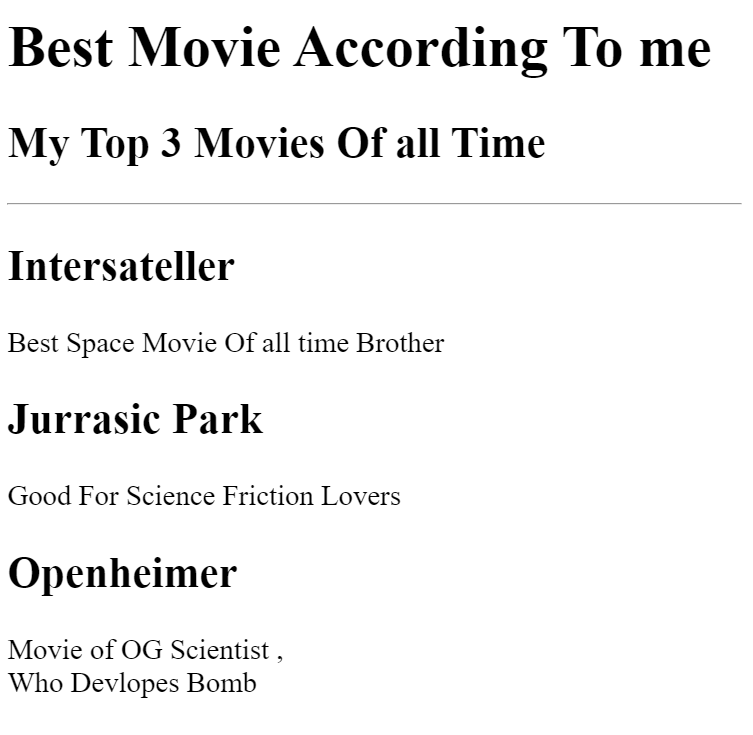 Best Movie According To me
My Top 3 Movies Of all Time
Intersateller
Best Space Movie Of all time Brother
Jurrasic Park
Good For Science Friction Lovers
Openheimer
Movie of OG Scientist ,
Who Devlopes Bomb